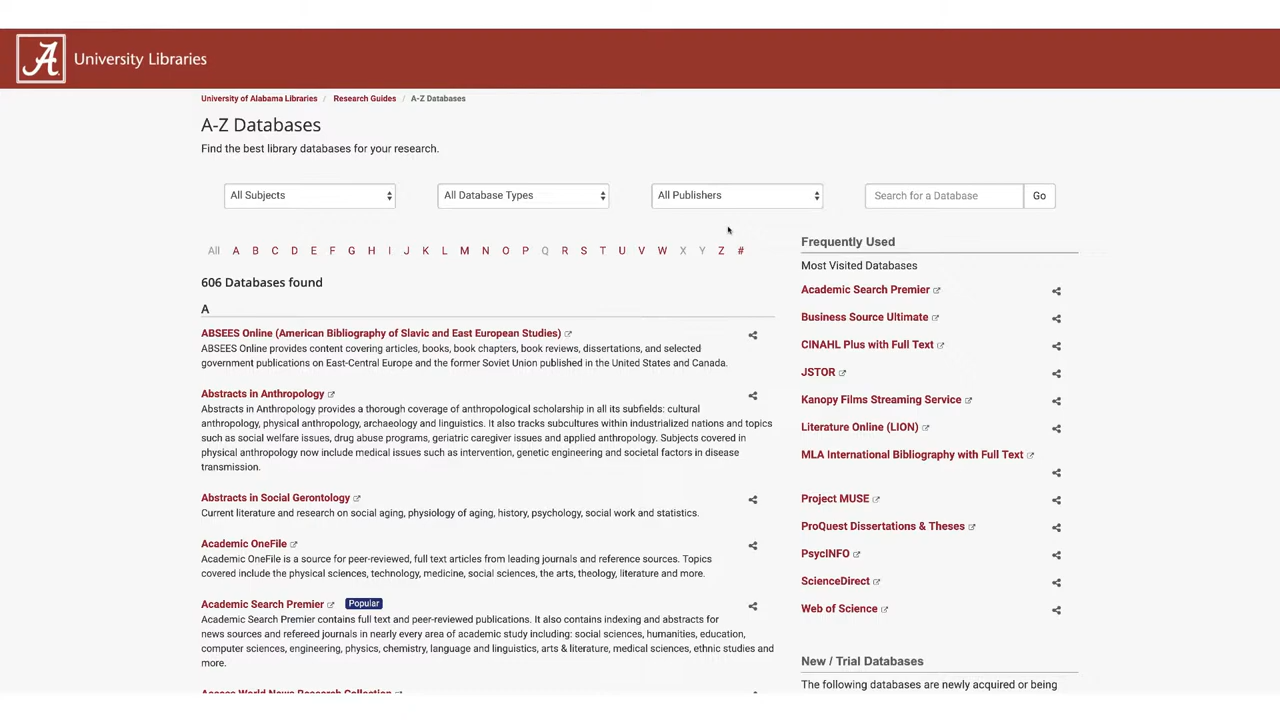 A University Libraries
University of Alabama Libraries / Research Guides / A-Z Databases
A-Z Databases
Find the best library databases for your research.
All Subjects
All Database Types
All Publishers
Search for a Database
Go
All A B C D E F G H I J K L M N O P Q R S T U V W X Y Z #
606 Databases found
A
ABSEES Online (American Bibliography of Slavic and East European Studies)
ABSEES Online provides content covering articles, books, book chapters, book reviews, dissertations, and selected
government publications on East-Central Europe and the former Soviet Union published in the United States and Canada.
Abstracts in Anthropology
Abstracts in Anthropology provides a thorough coverage of anthropological scholarship in all its subfields: cultural
anthropology, physical anthropology, archaeology and linguistics. It also tracks subcultures within industrialized nations and topics
such as social welfare issues, drug abuse programs, geriatric caregiver issues and applied anthropology. Subjects covered in
physical anthropology now include medical issues such as intervention, genetic engineering and societal factors in disease
transmission.
Abstracts in Social Gerontology
Current literature and research on social aging, physiology of aging, history, psychology, social work and statistics.
Academic OneFile
Academic OneFile is a source for peer-reviewed, full text articles from leading journals and reference sources. Topics
covered include the physical sciences, technology, medicine, social sciences, the arts, theology, literature and more.
Academic Search Premier Popular
Academic Search Premier contains full text and peer-reviewed publications. It also contains indexing and abstracts for
news sources and refereed journals in nearly every area of academic study including: social sciences, humanities, education,
computer sciences, engineering, physics, chemistry, language and linguistics, arts & literature, medical sciences, ethnic studies and
more.
Access World News Research Collection
Frequently Used
Most Visited Databases
Academic Search Premier
Business Source Ultimate
CINAHL Plus with Full Text
JSTOR
Kanopy Films Streaming Service
Literature Online (LION)
MLA International Bibliography with Full Text
Project MUSE
ProQuest Dissertations & Theses
PsycINFO
ScienceDirect
Web of Science
New / Trial Databases
The following databases are newly acquired or being